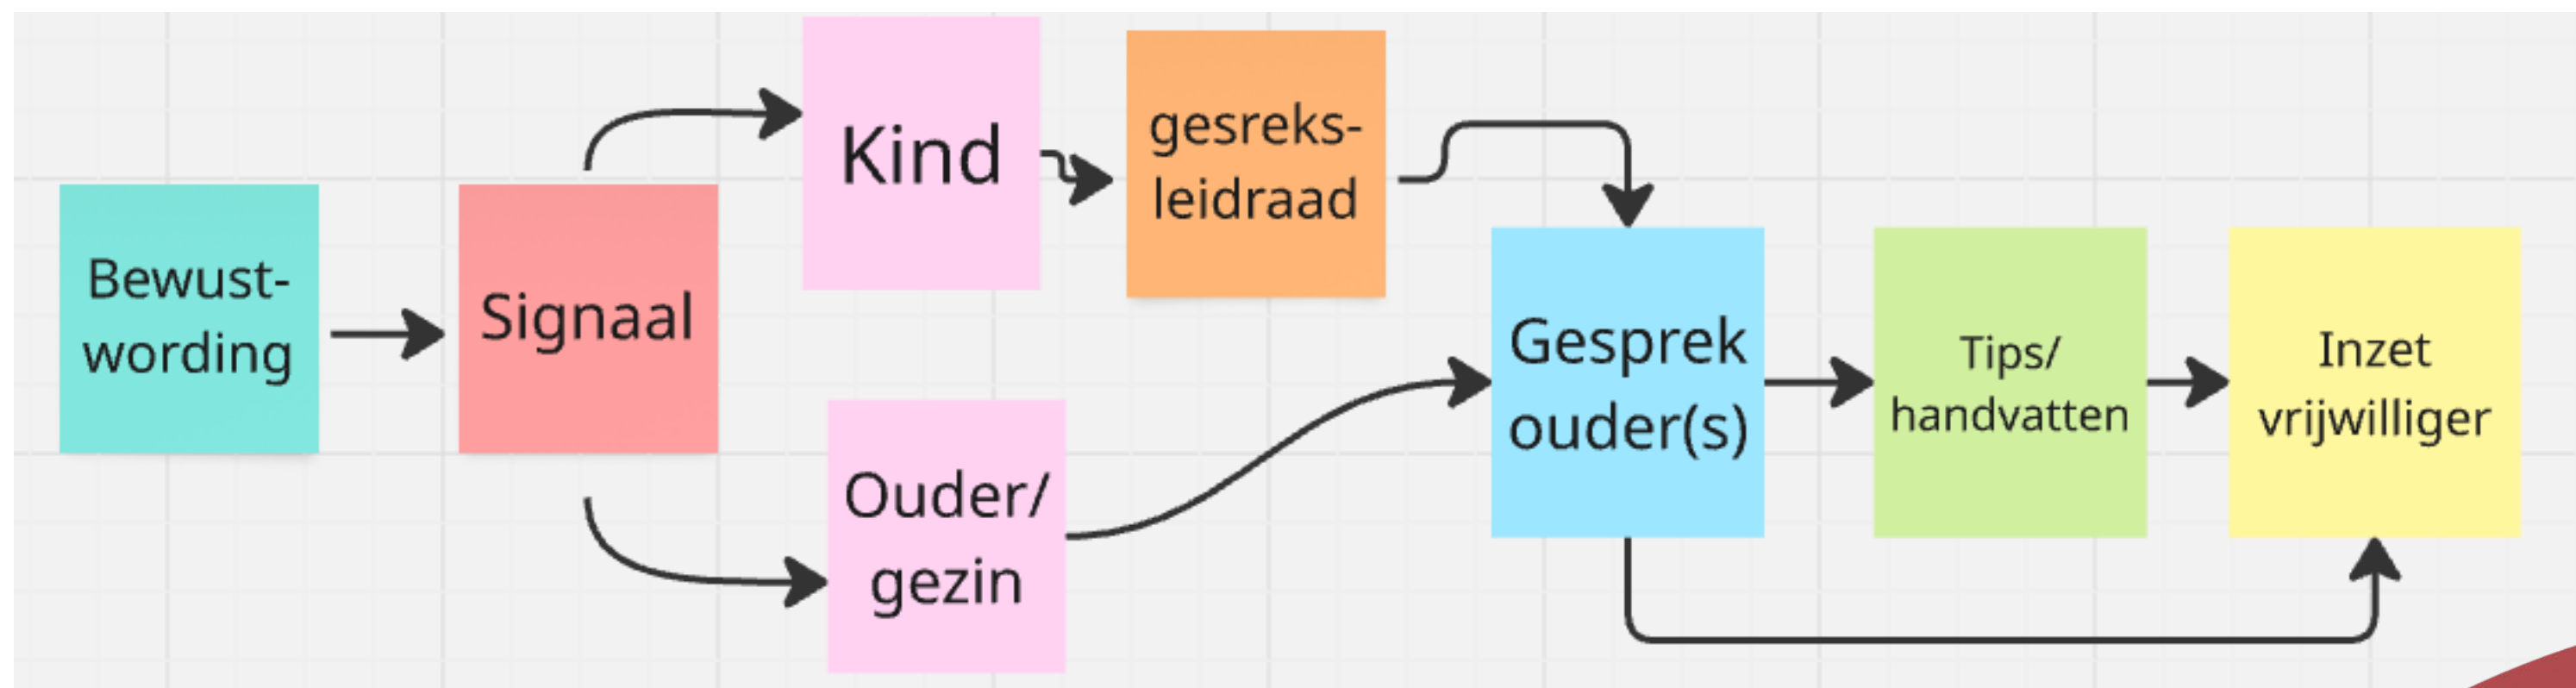 Bewust-
wording
Signaal
Kind
gesreks-
leidraad
Ouder/
gezin
Gesprek
ouder(s)
Tips/
handvatten
Inzet
vrijwilliger